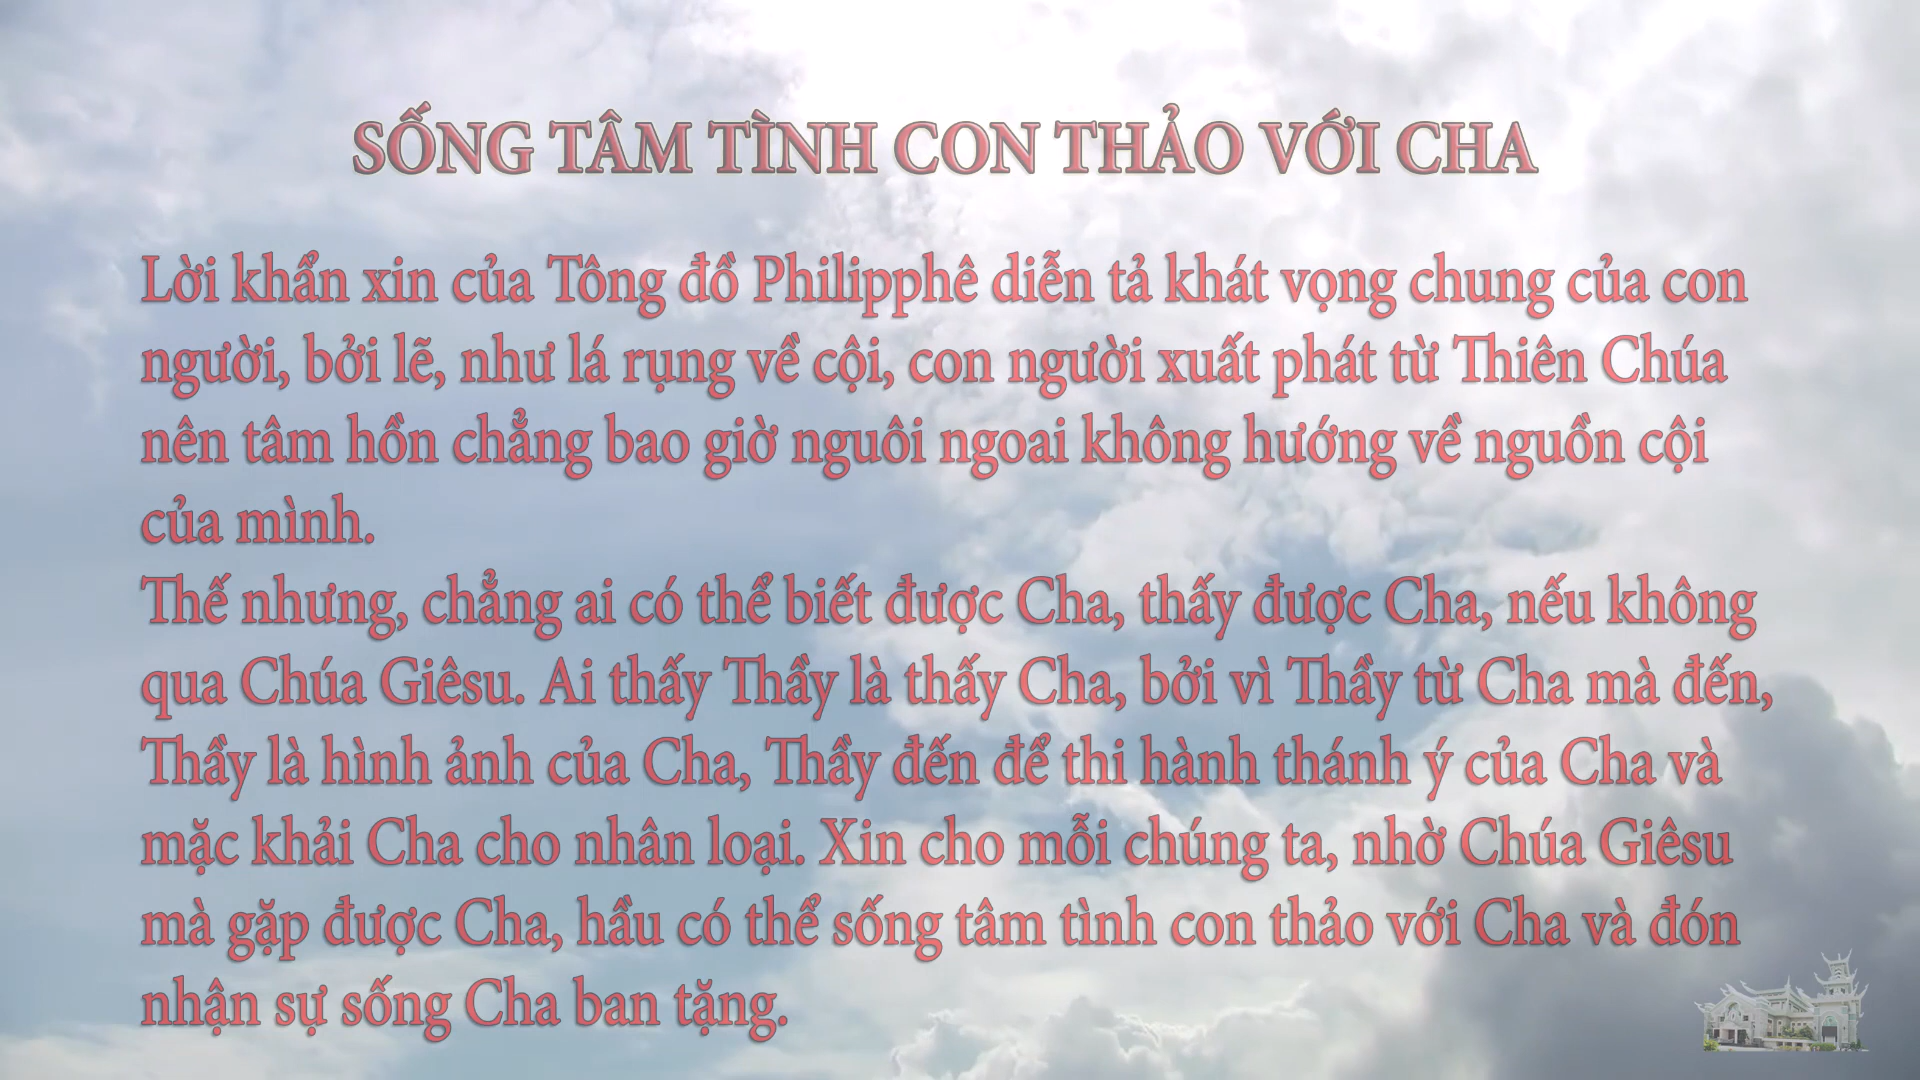 SỐNG TÂM TÌNH CON THẢO VỚI CHA
Lời khẩn xin của Tông đồ Philipphê diễn tả khát vọng chung của con
người, bởi lẽ, như lá rụng về cội, con người xuất phát từ Thiên Chúa
nên tâm hồn chẳng bao giờ nguôi ngoai không hướng về nguồn cội
của mình.
Thế nhưng, chẳng ai có thể biết được Cha, thấy được Cha, nếu không
qua Chúa Giêsu. Ai thấy Thầy là thấy Cha, bởi vì Thầy từ Cha mà đến,
Thầy là hình ảnh của Cha, Thầy đến để thi hành thánh ý của Cha và
mặc khải Cha cho nhân loại. Xin cho mỗi chúng ta, nhờ Chúa Giêsu
mà gặp được Cha, hầu có thể sống tâm tình con thảo với Cha và đón
nhận sự sống Cha ban tặng.